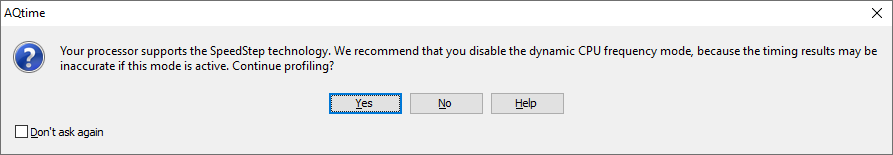 AQtime
Your processor supports the SpeedStep technology. We recommend that you disable the dynamic CPU frequency mode, because the timing results may be
inaccurate if this mode is active. Continue profiling?
Yes No Help
Don't ask again